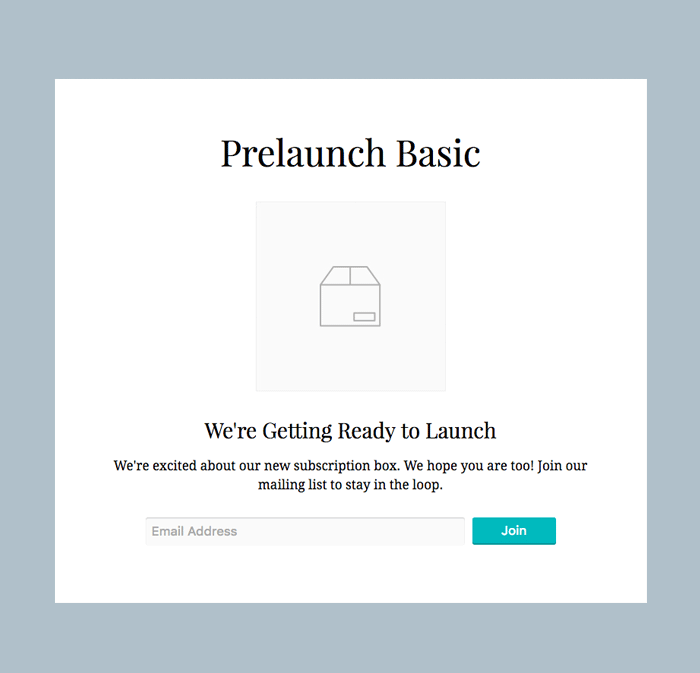 Prelaunch Basic
We're Getting Ready to Launch
We're excited about our new subscription box. We hope you are too! Join our
mailing list to stay in the loop.
Email Address
Join